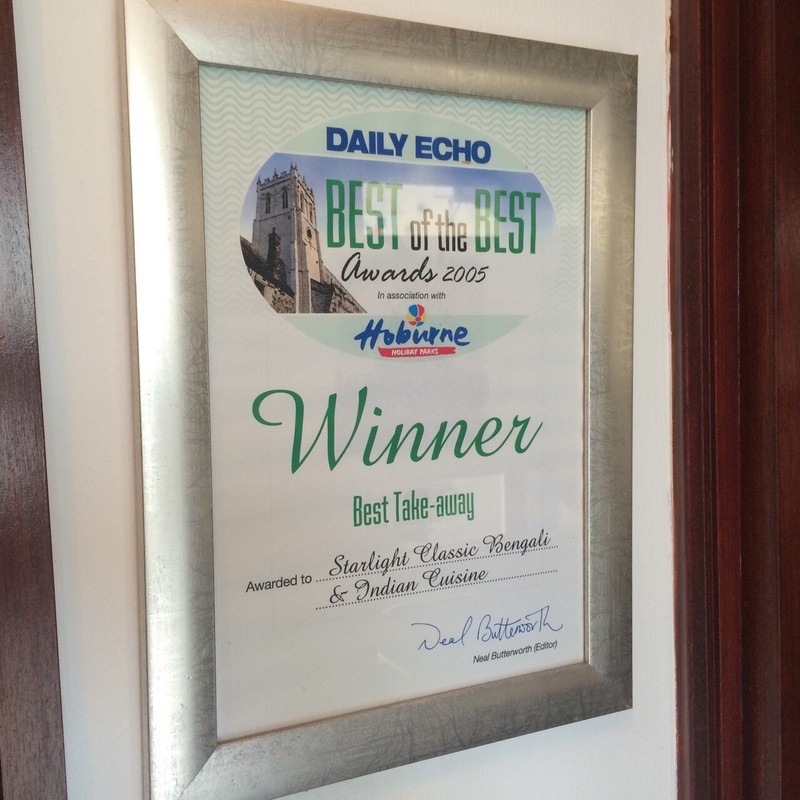 DAILY ECHO
BEST of the BEST
Awards 2005
In association with
Hoburne
HOLIDAY PARKS
Winner
Best Take-away
Awarded to Starlight Classic Bengali
& Indian Cuisine
Neal Butterworth
Neal Butterworth (Editor)